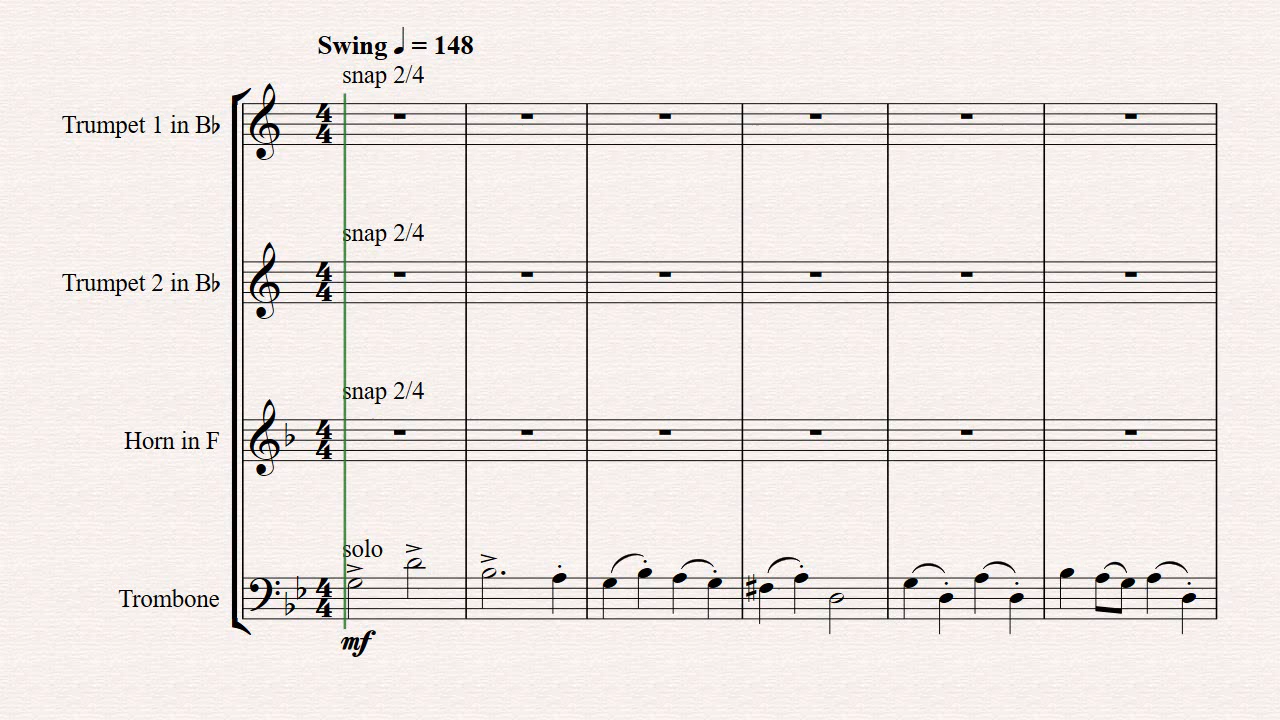 Swing ♩ = 148
snap 2/4
Trumpet 1 in B♭
snap 2/4
Trumpet 2 in B♭
snap 2/4
Horn in F
solo
Trombone
mf